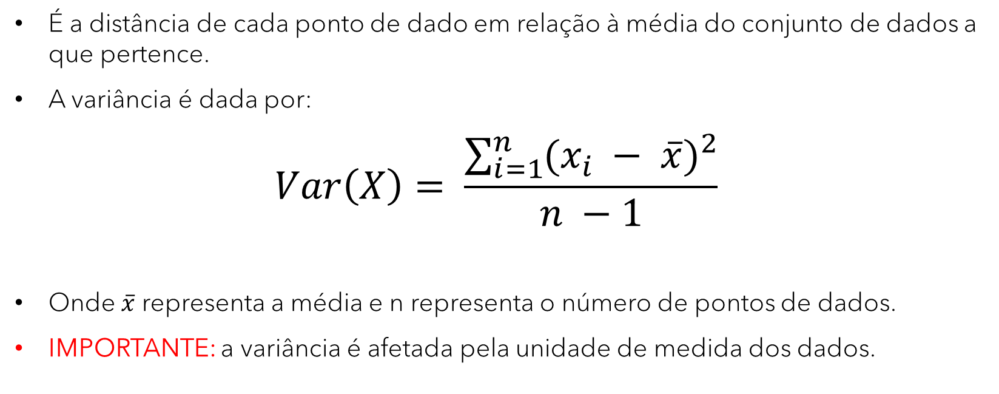 • É a distância de cada ponto de dado em relação à média do conjunto de dados a
que pertence.
• A variância é dada por:
Var(X) = \frac{\sum_{i=1}^{n}(x_i - \bar{x})^2}{n - 1}
• Onde x̄ representa a média e n representa o número de pontos de dados.
• IMPORTANTE: a variância é afetada pela unidade de medida dos dados.